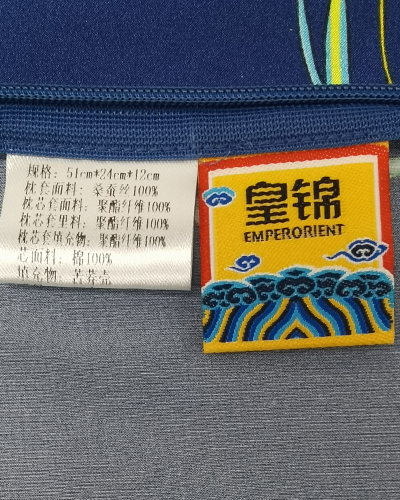 规格：51cm*24cm*12cm
枕套面料：桑蚕丝100%
枕芯套面料：聚酯纤维100%
枕芯套里料：聚酯纤维100%
枕芯套填充物：聚酯纤维100%
芯面料：棉100%
填充物：苦荞壳
皇锦
EMPERORIENT